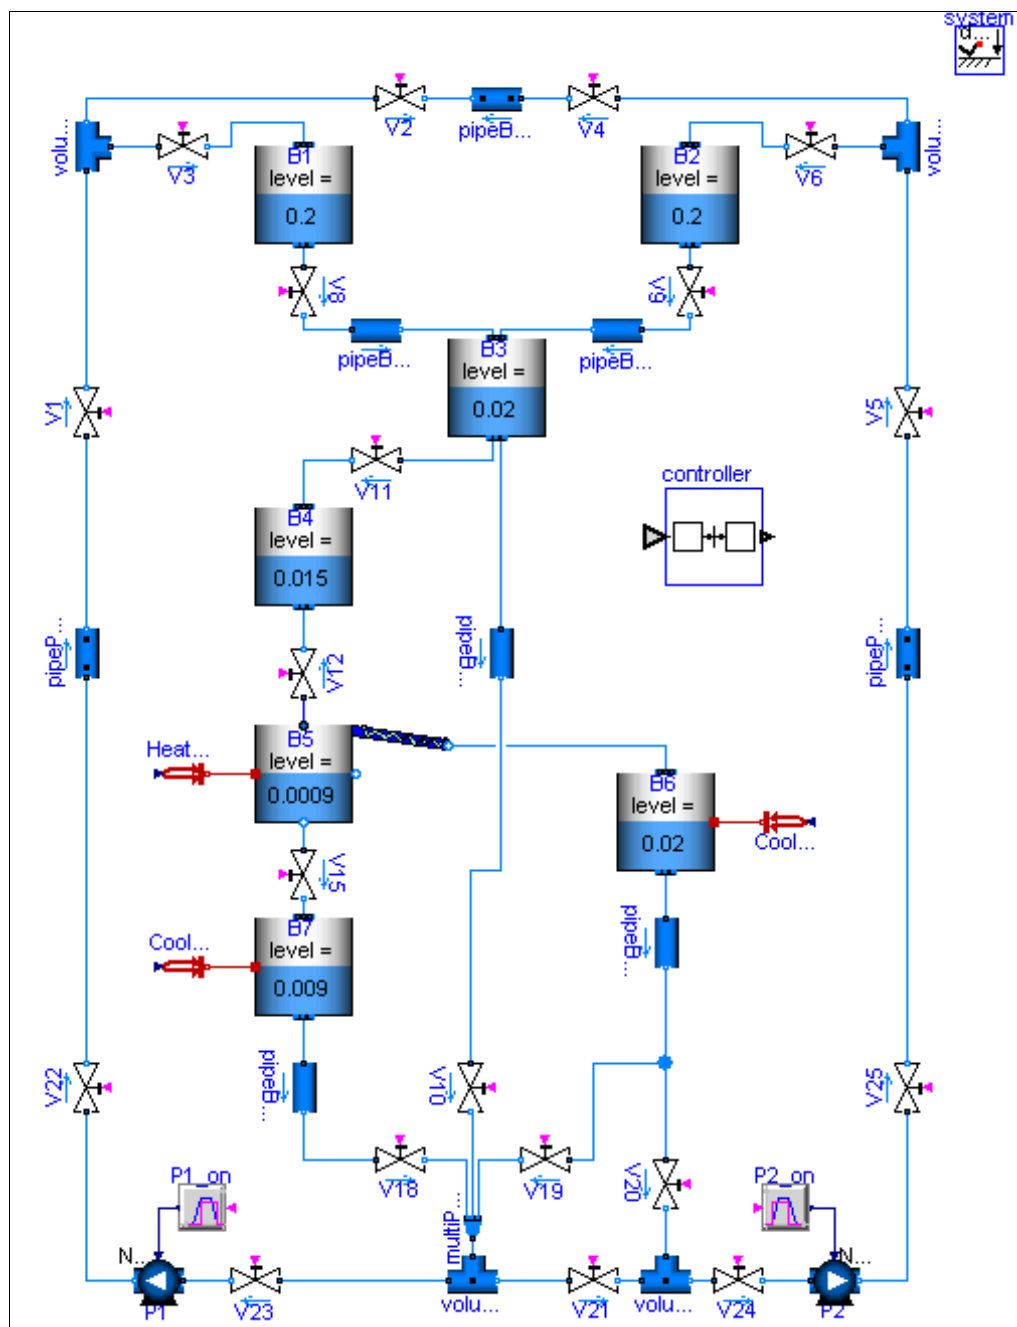 system
d...
V2
V4
pipeB...
volu...
V3
V6
volu...
B1
level =
0.2
B2
level =
0.2
V8
V9
pipeB...
pipeB...
B3
level =
0.02
V1
V5
V11
controller
B4
level =
0.015
pipeP...
pipeB...
pipeP...
V12
Heat...
B5
level =
0.0009
B6
level =
0.02
Cool...
V15
pipeB...
Cool...
B7
level =
0.009
pipeB...
V22
V10
V25
V18
V19
V20
P1_on
P2_on
multiP...
N...
N...
P1
V23
volu...
V21
volu...
V24
P2